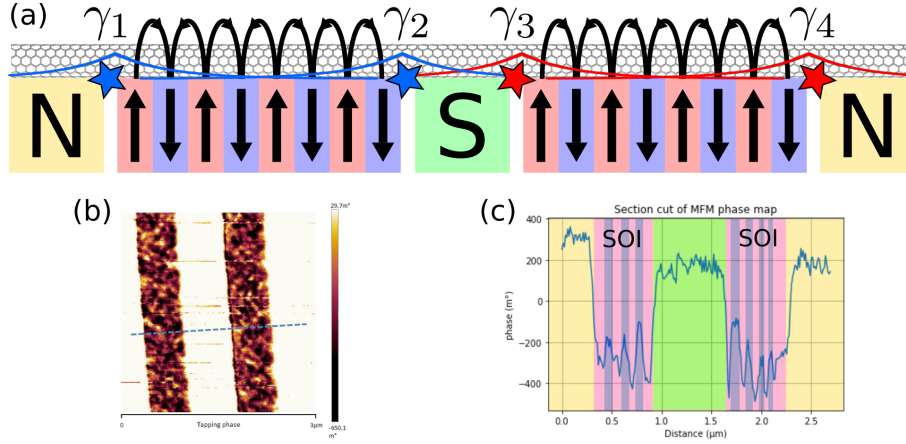 (a)
γ1 γ2 γ3 γ4
N S N
(b)
29.7m°
-650.1
m°
0 Tapping phase 3µm
(c)
Section cut of MFM phase map
SOI SOI
phase (m°)
400
200
0
−200
−400
0.0 0.5 1.0 1.5 2.0 2.5
Distance (µm)